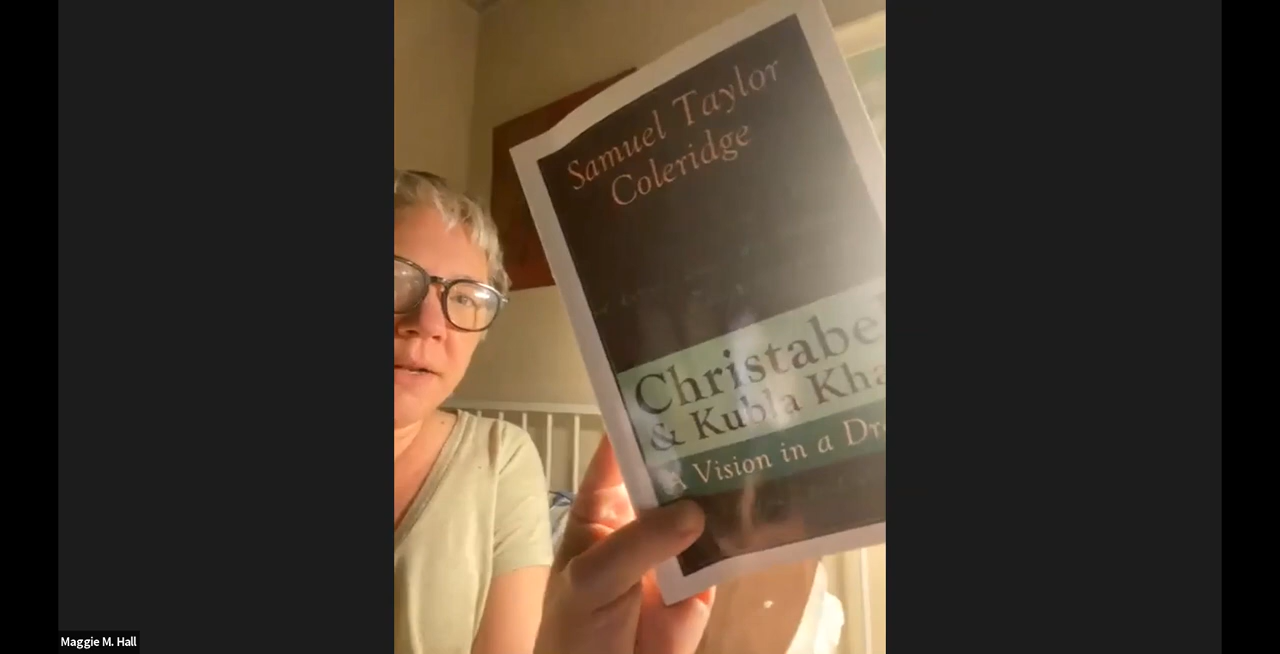 Samuel Taylor
Coleridge
Christabe
& Kubla Kha
A Vision in a Dr
Maggie M. Hall